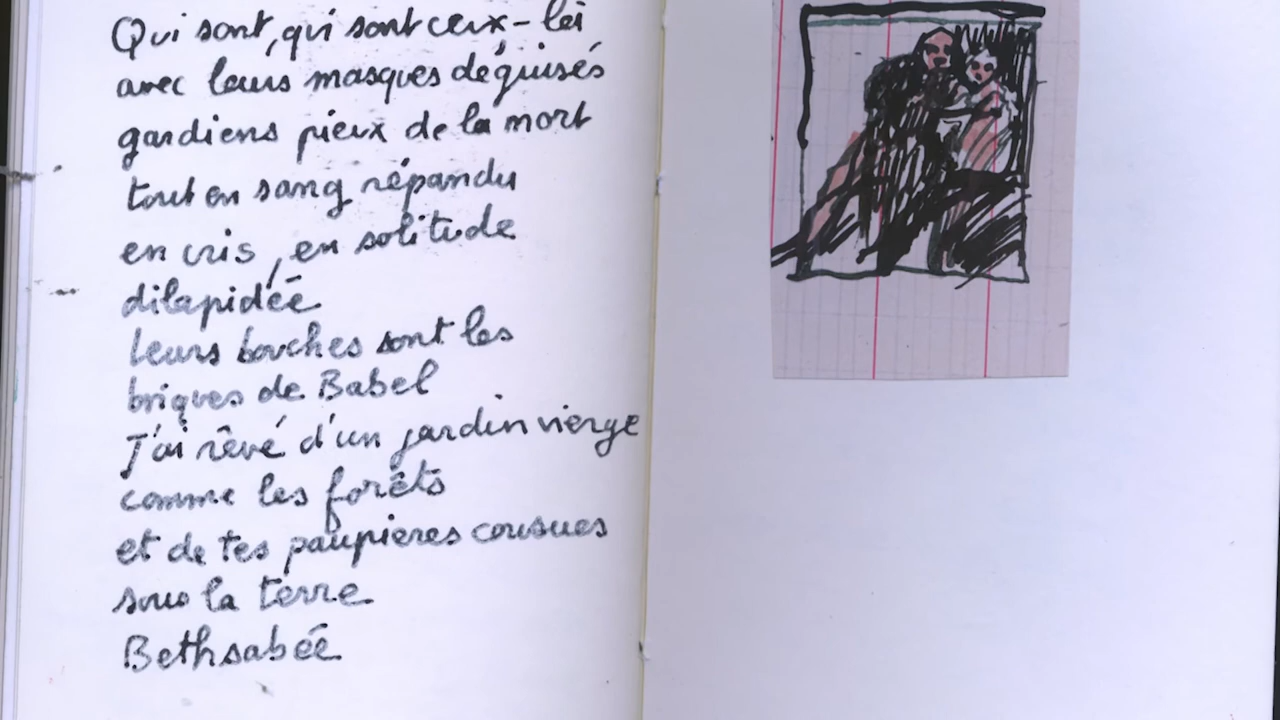 Qui sont, qui sont ceux-là
avec leurs masques déguisés
gardiens pieux de la mort
tout en sang répandu
en cris, en solitude
dilapidée
leurs bouches sont les
briques de Babel
J'ai rêvé d'un jardin vierge
comme les forêts
et de tes paupières cousues
sous la terre
Bethsabée